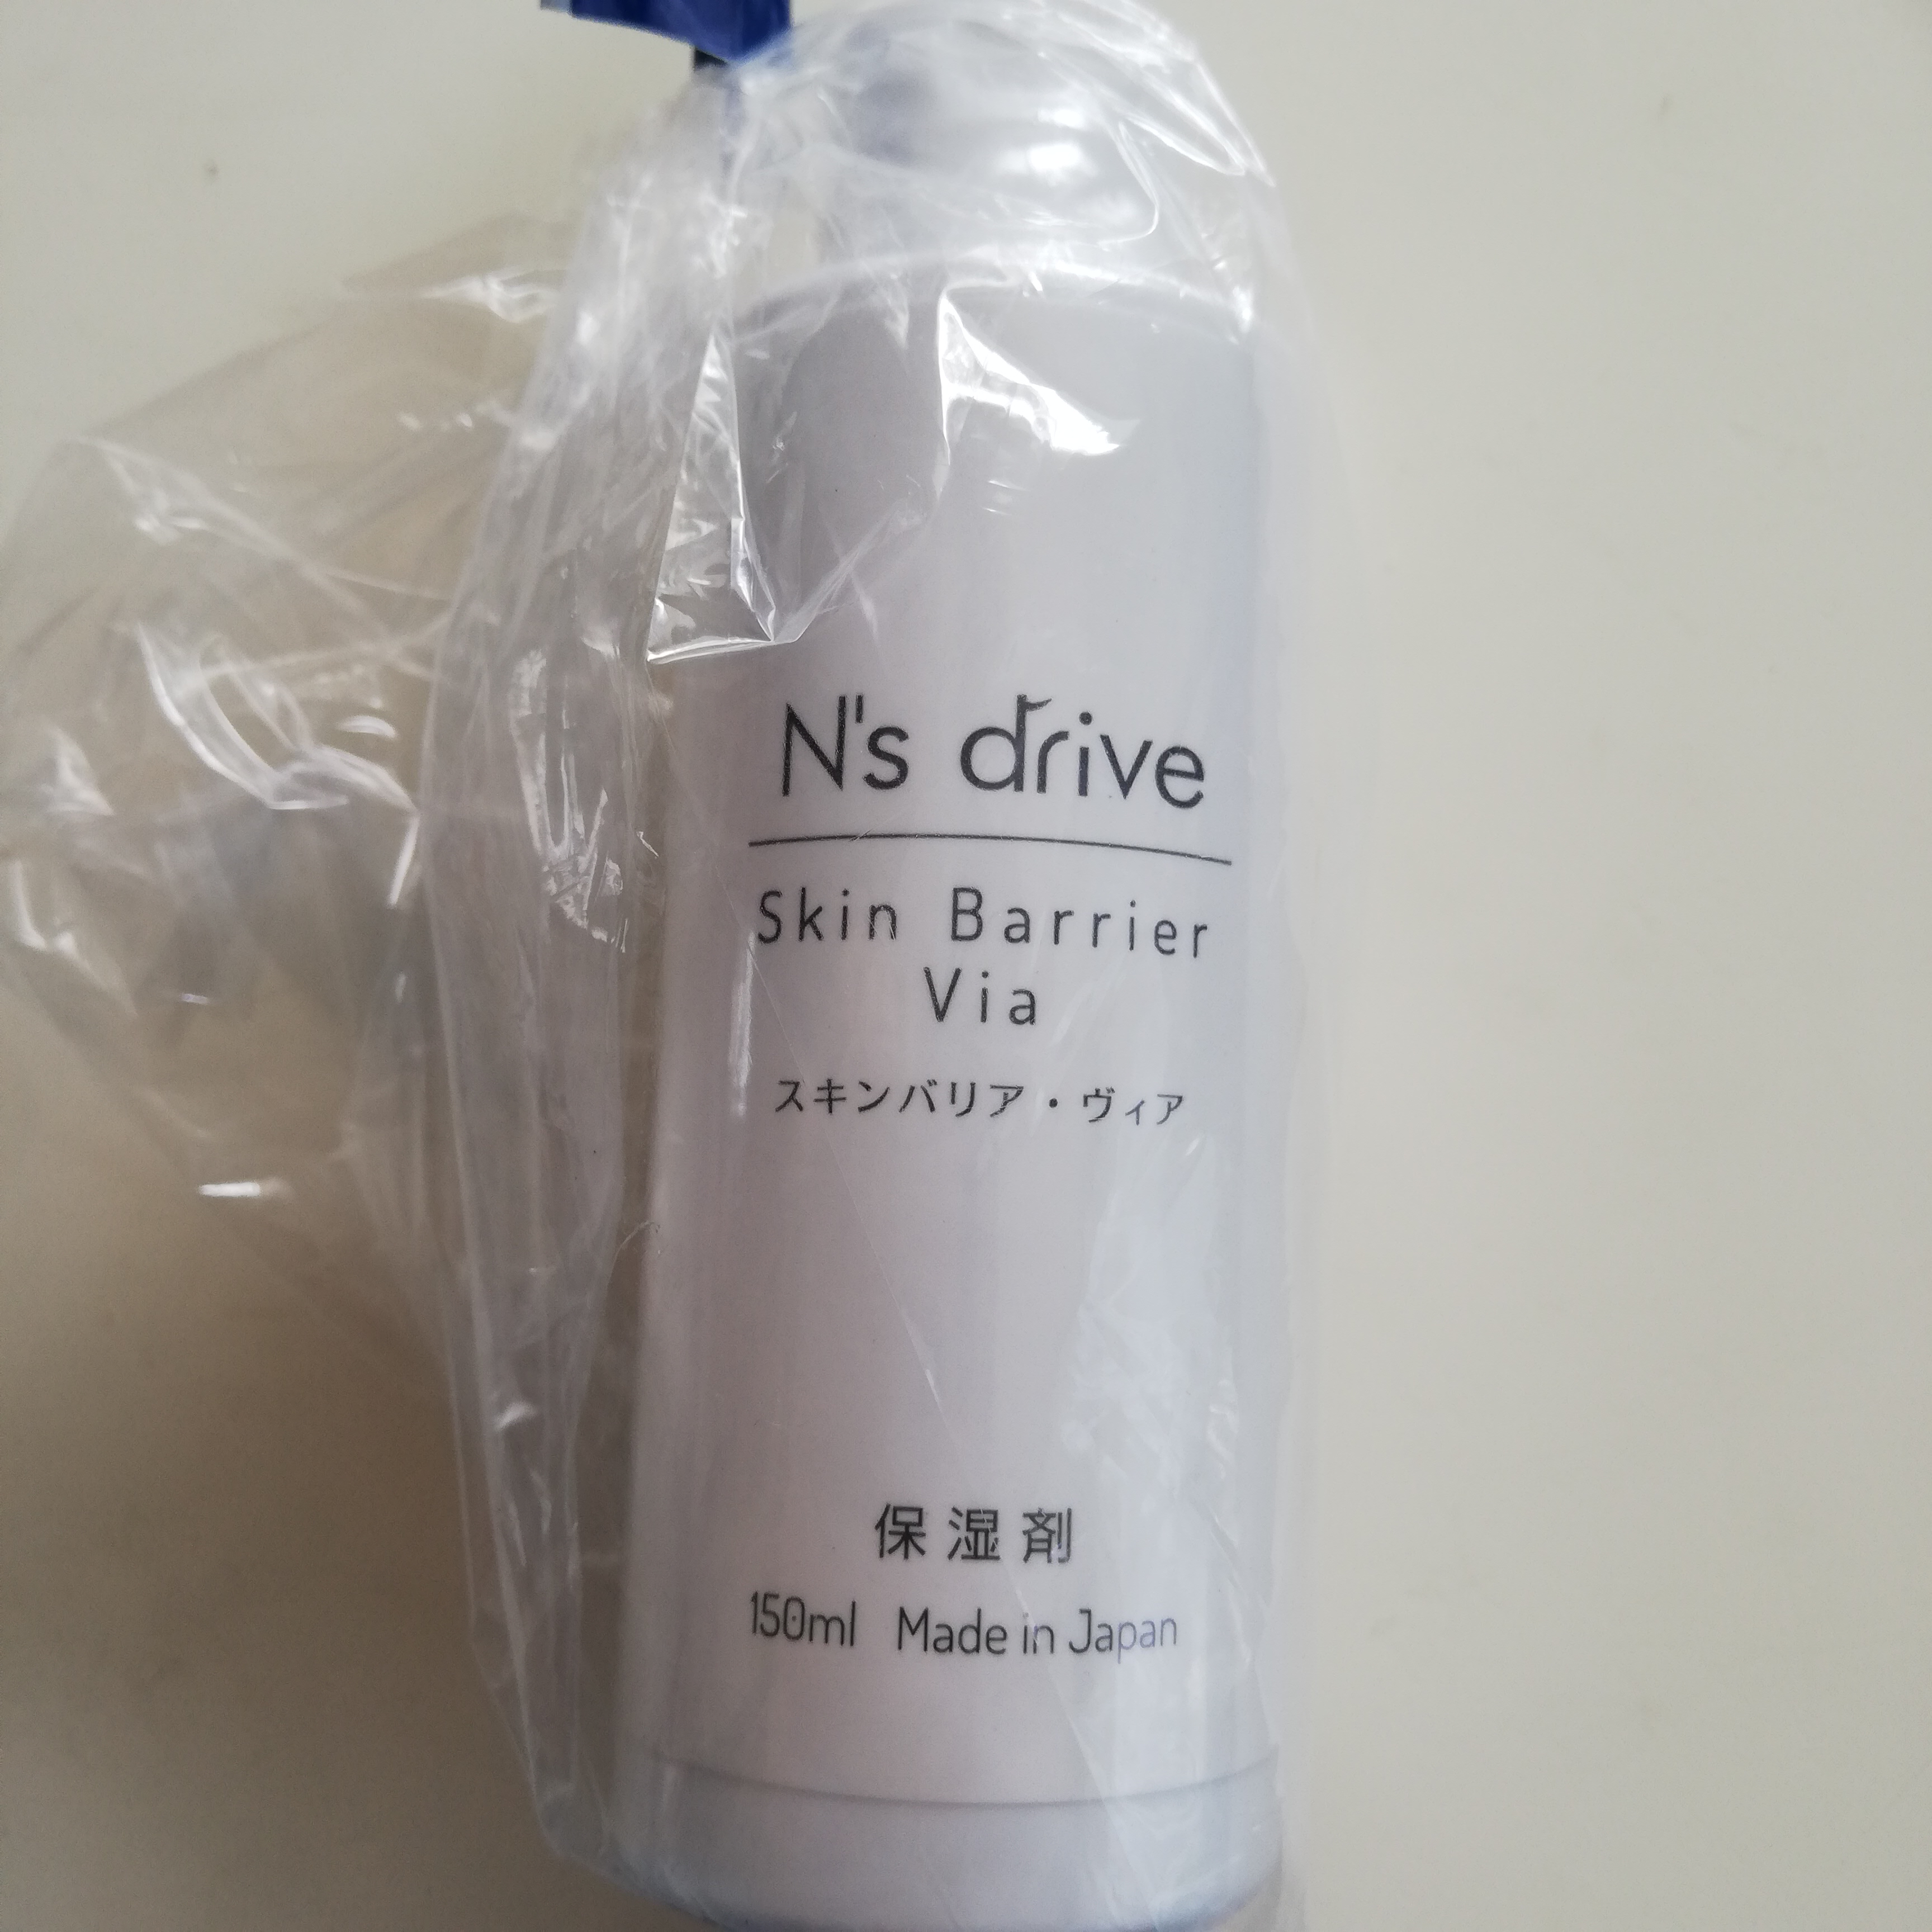 N's drive
Skin Barrier
Via
スキンバリア・ヴィア
保湿剤
150ml Made in Japan